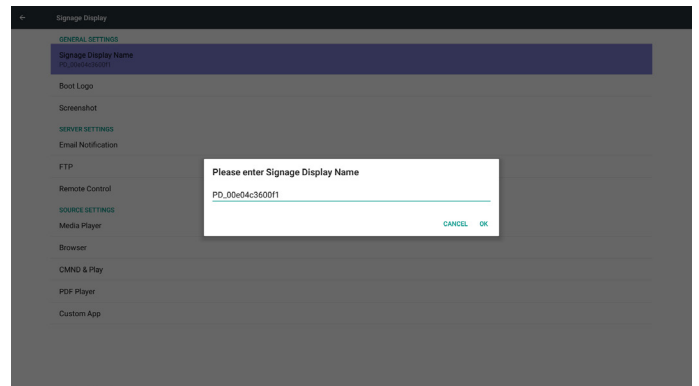 Signage Display
GENERAL SETTINGS
Signage Display Name
PD_00e04c3600f1
Boot Logo
Screenshot
SERVER SETTINGS
Email Notification
FTP
Remote Control
SOURCE SETTINGS
Media Player
Browser
CMND & Play
PDF Player
Custom App
Please enter Signage Display Name
PD_00e04c3600f1
CANCEL OK